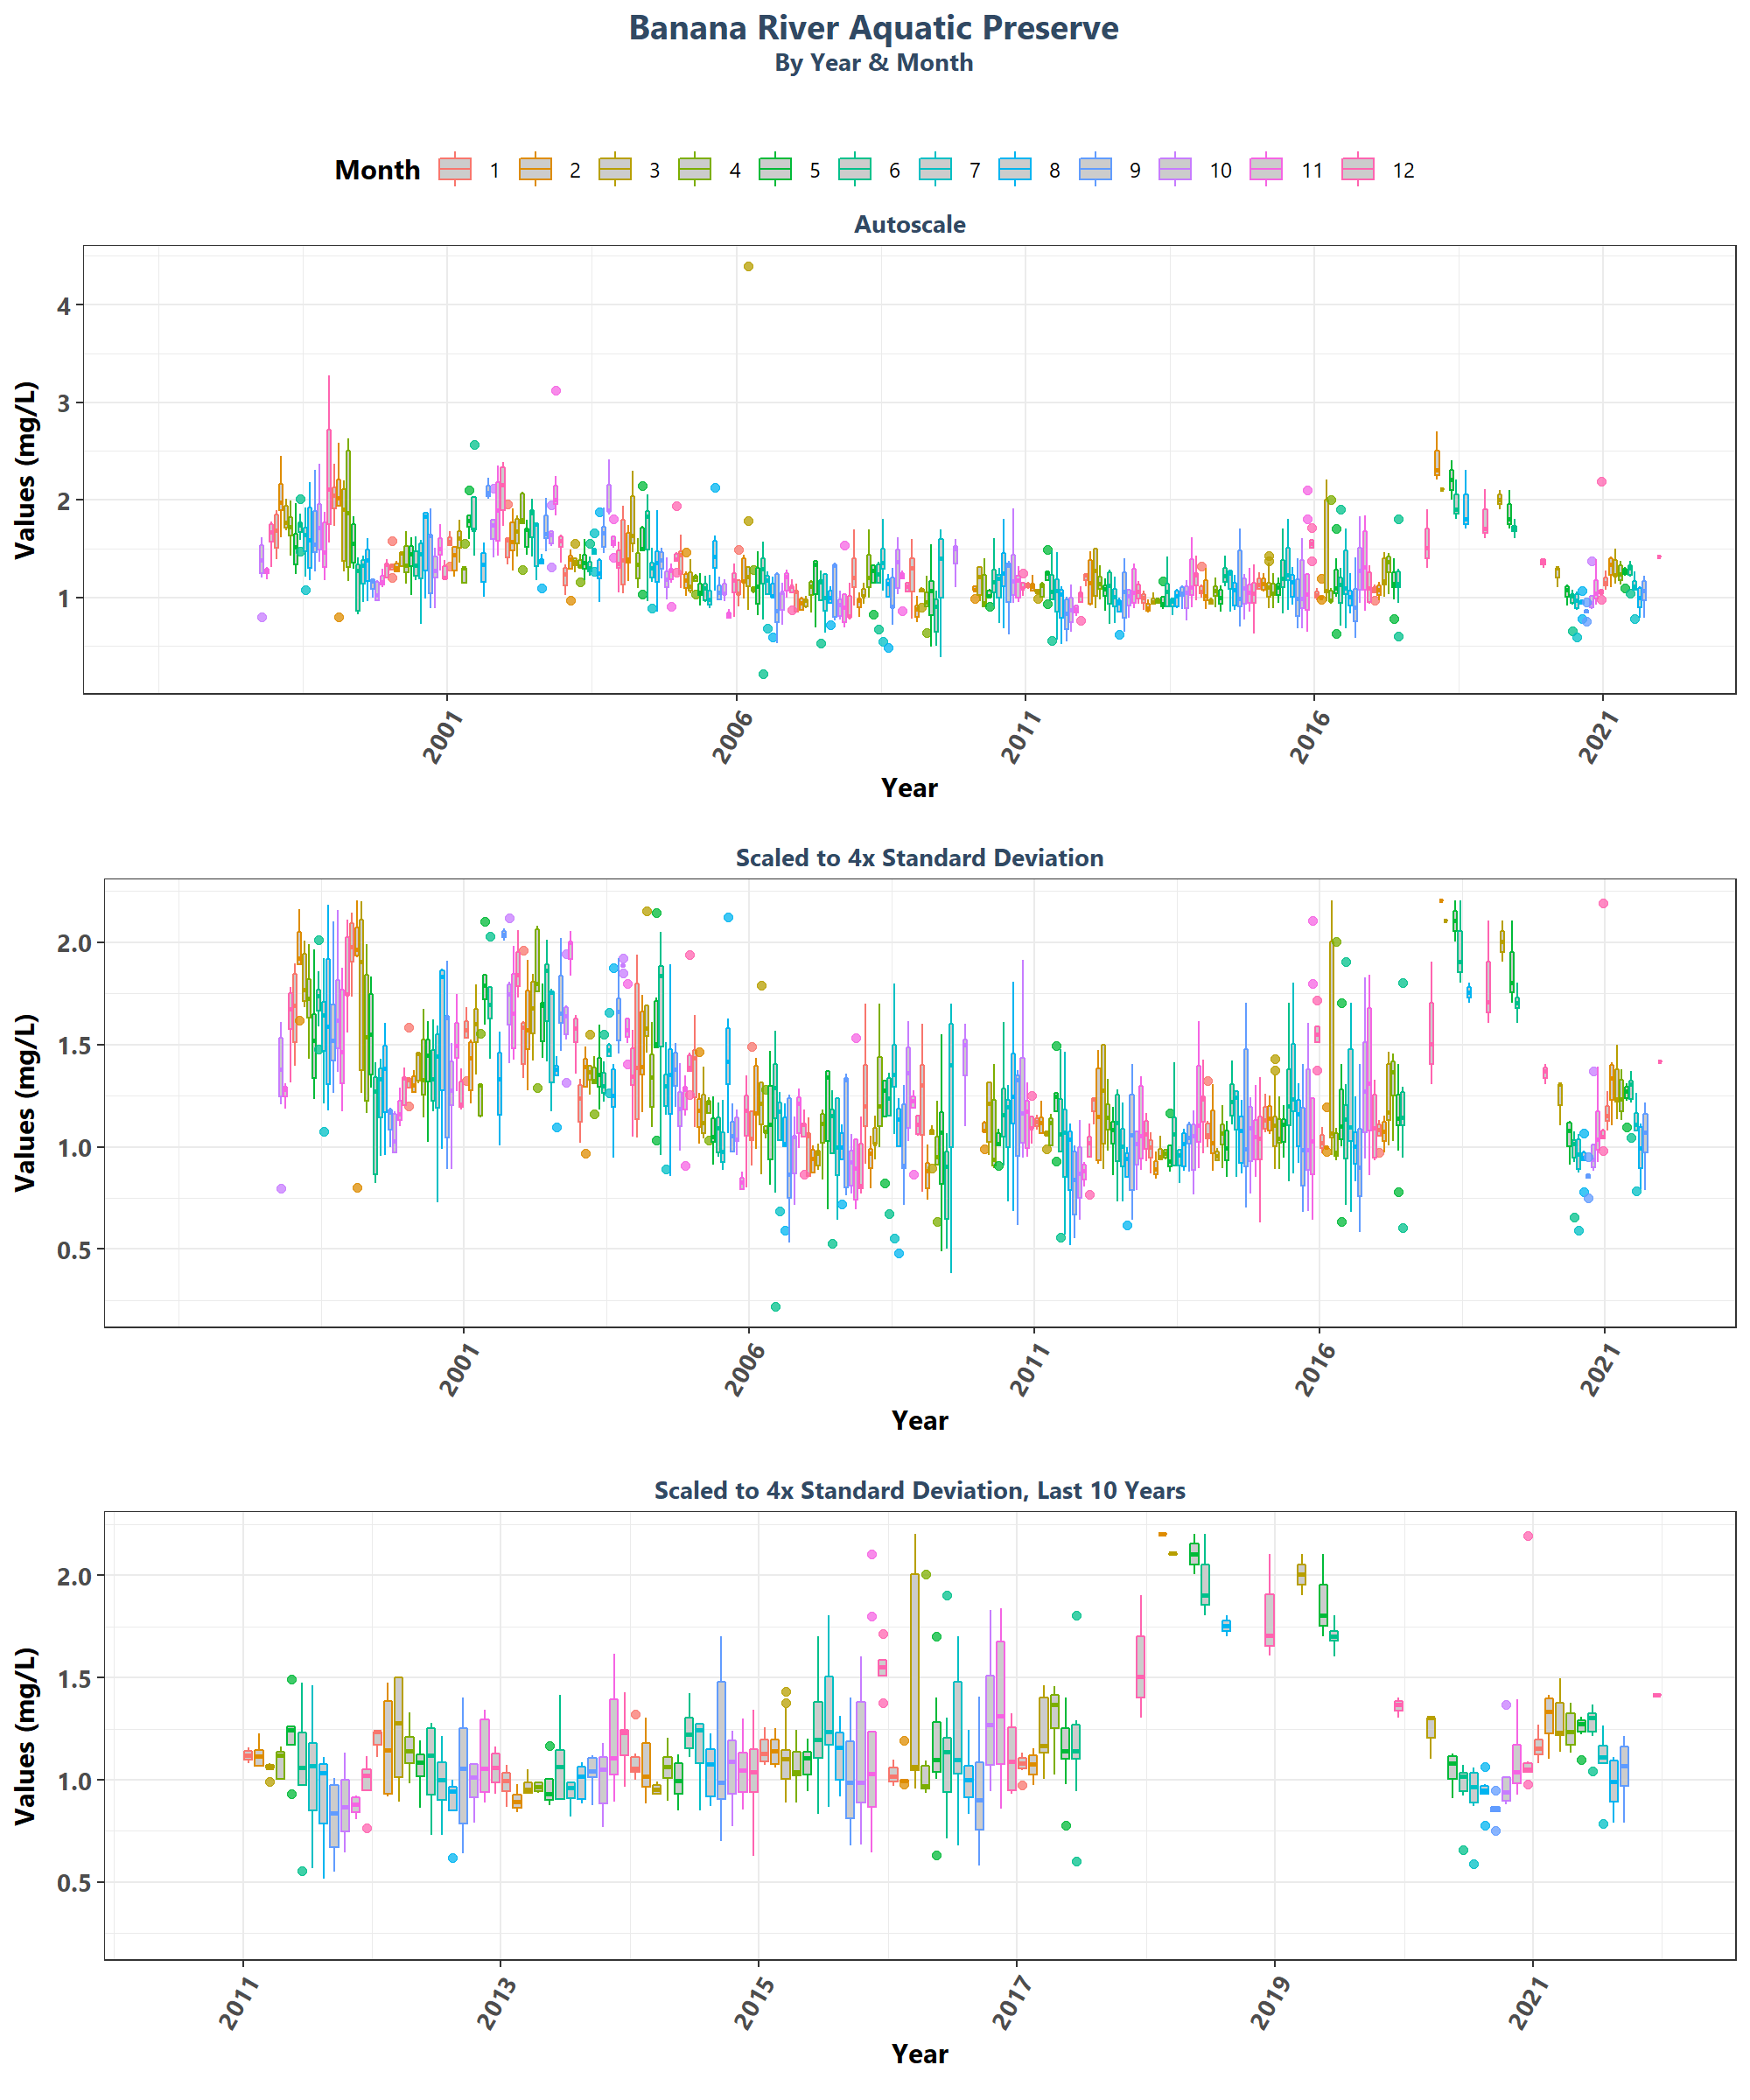 Banana River Aquatic Preserve
By Year & Month
Month 1 2 3 4 5 6 7 8 9 10 11 12
Autoscale
Values (mg/L)
4
3
2
1
2001 2006 2011 2016 2021
Year
Scaled to 4x Standard Deviation
Values (mg/L)
2.0
1.5
1.0
0.5
2001 2006 2011 2016 2021
Year
Scaled to 4x Standard Deviation, Last 10 Years
Values (mg/L)
2.0
1.5
1.0
0.5
2011 2013 2015 2017 2019 2021
Year